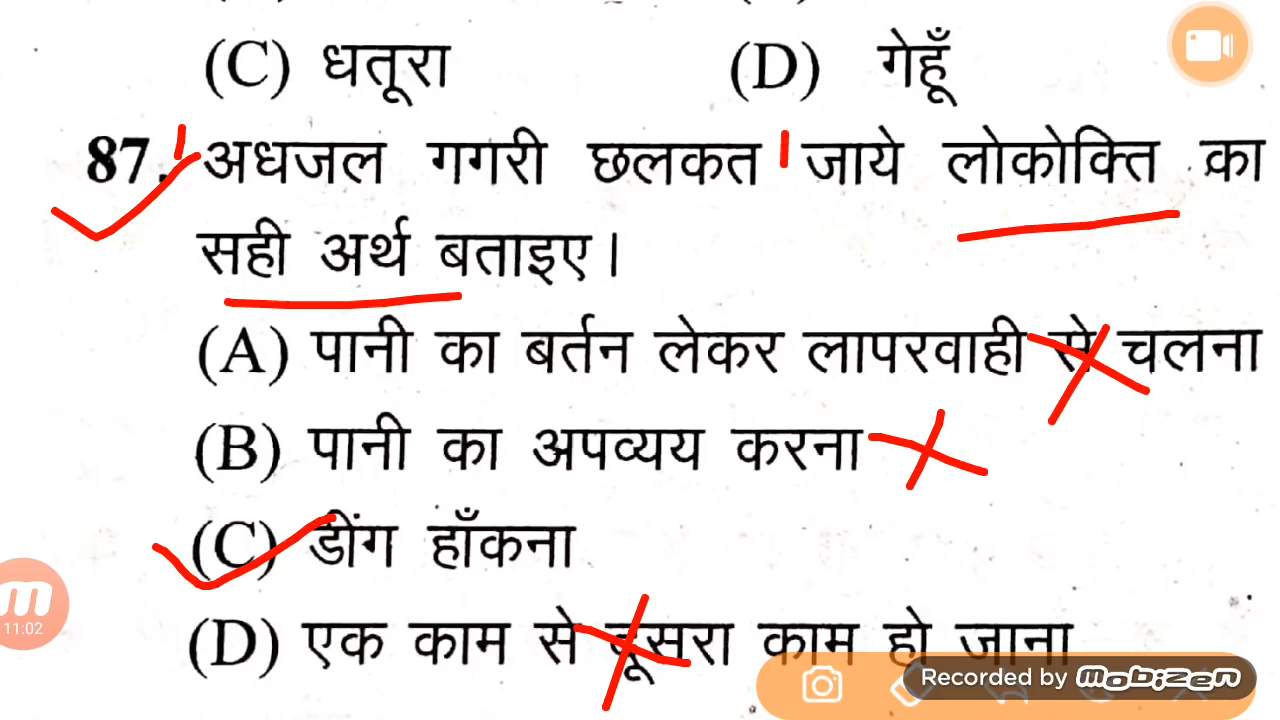 (C) धतूरा (D) गेहूँ
87. अधजल गगरी छलकत जाये लोकोक्ति का
सही अर्थ बताइए।
(A) पानी का बर्तन लेकर लापरवाही से चलना
(B) पानी का अपव्यय करना
(C) डींग हाँकना
(D) एक काम से दूसरा काम हो जाना
11:02
Recorded by mobizen